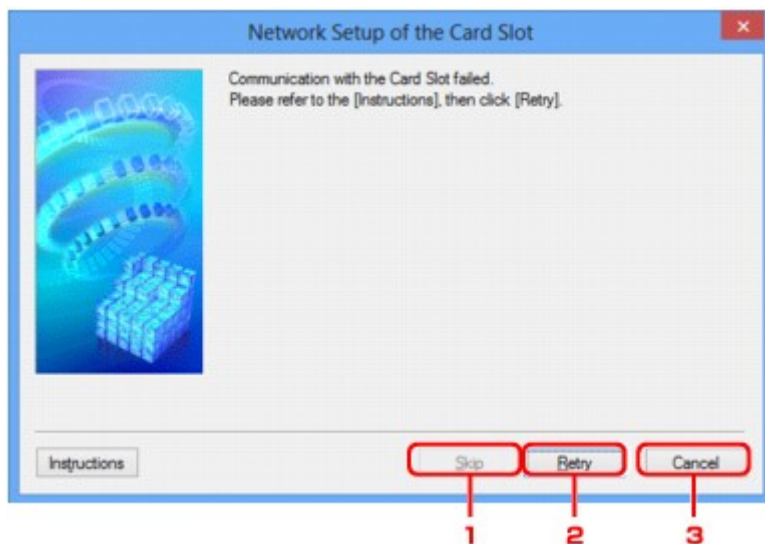 Network Setup of the Card Slot
Communication with the Card Slot failed.
Please refer to the [Instructions], then click [Retry].
Instructions Skip Retry Cancel
1 2 3